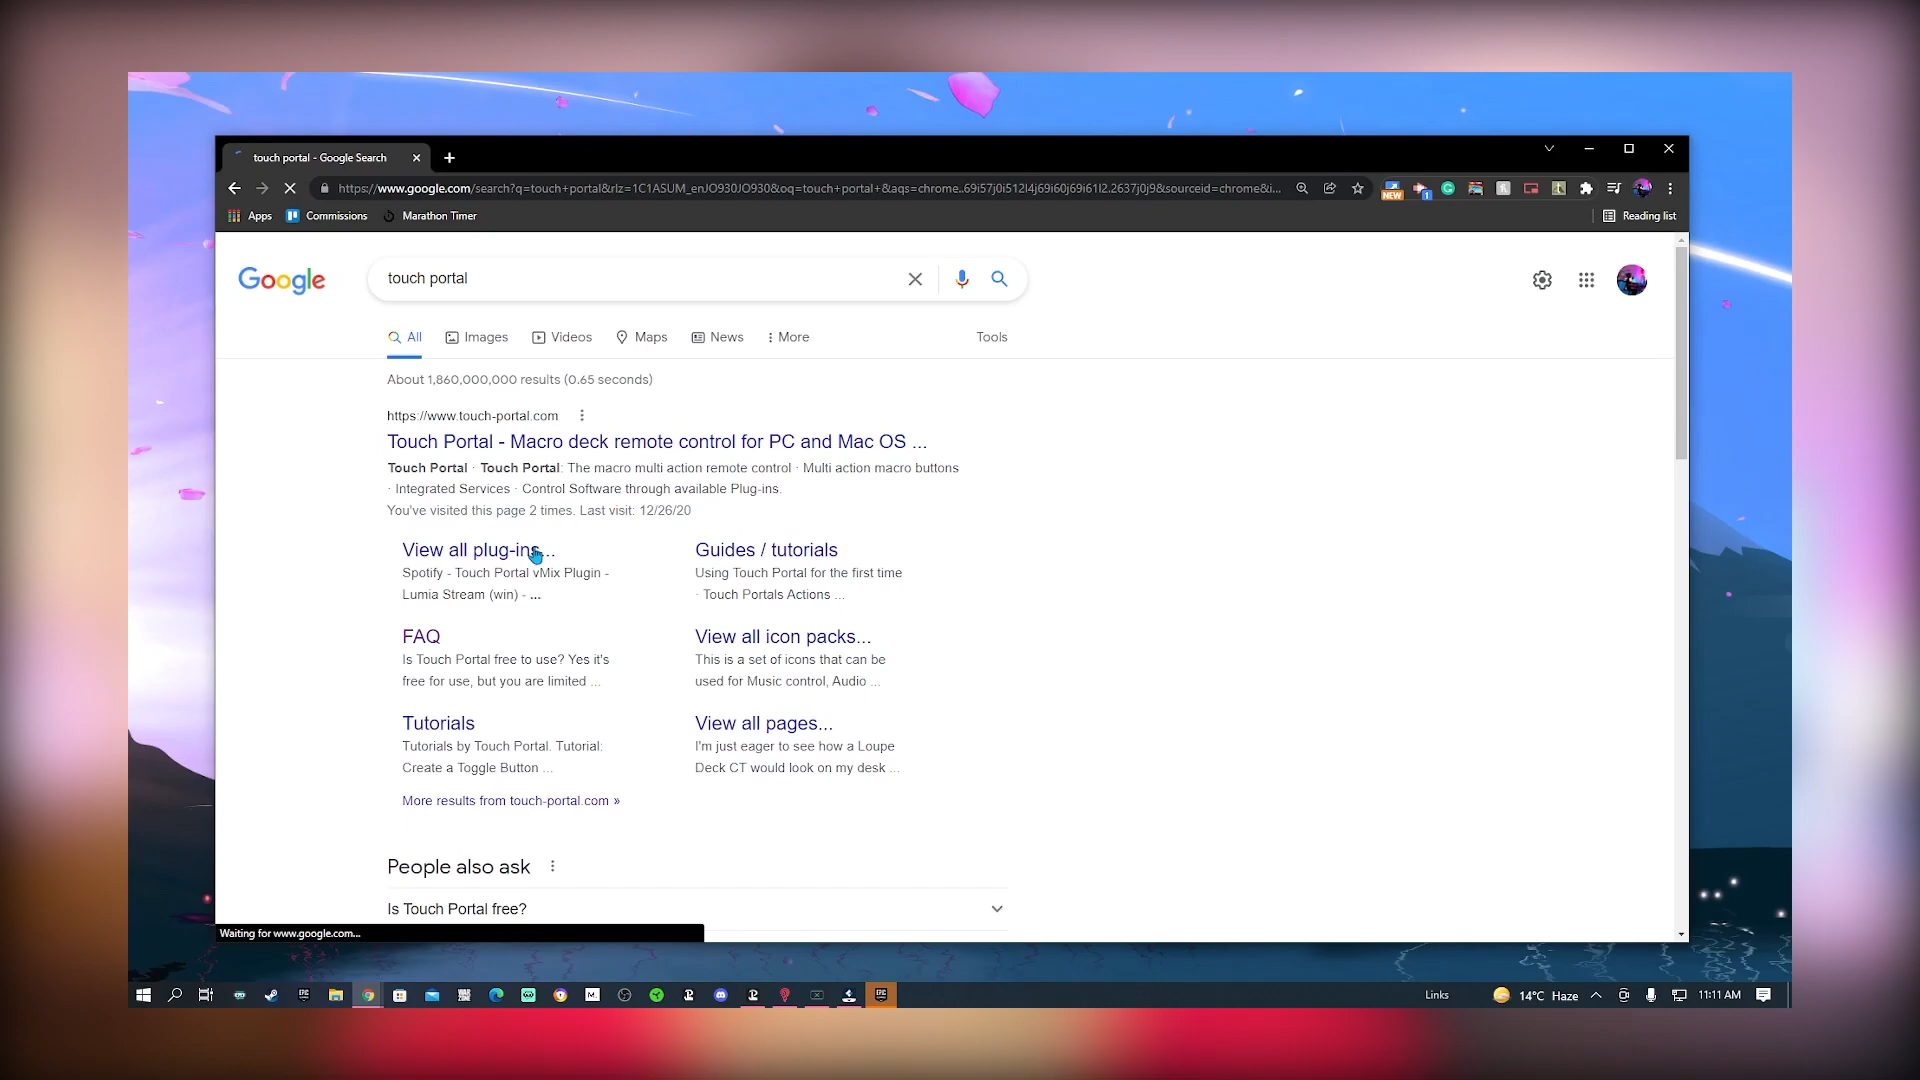 touch portal - Google Search
https://www.google.com/search?q=touch+portal&rlz=1C1ASUM_enJO930JO930&oq=touch+portal+&aqs=chrome..69i57j0i512l4j69i60j69i61l2.2637j0j9&sourceid=chrome&i...
NEW
1
Apps
Commissions
Marathon Timer
Reading list
Google
touch portal
All
Images
Videos
Maps
News
More
Tools
About 1,860,000,000 results (0.65 seconds)
https://www.touch-portal.com
Touch Portal - Macro deck remote control for PC and Mac OS ...
Touch Portal · Touch Portal: The macro multi action remote control · Multi action macro buttons
· Integrated Services · Control Software through available Plug-ins.
You've visited this page 2 times. Last visit: 12/26/20
View all plug-ins...
Spotify - Touch Portal vMix Plugin -
Lumia Stream (win) - ...
Guides / tutorials
Using Touch Portal for the first time
· Touch Portals Actions ...
FAQ
Is Touch Portal free to use? Yes it's
free for use, but you are limited ...
View all icon packs...
This is a set of icons that can be
used for Music control, Audio ...
Tutorials
Tutorials by Touch Portal. Tutorial:
Create a Toggle Button ...
View all pages...
I'm just eager to see how a Loupe
Deck CT would look on my desk ...
More results from touch-portal.com »
People also ask
Is Touch Portal free?
Waiting for www.google.com...
Links
14°C Haze
11:11 AM